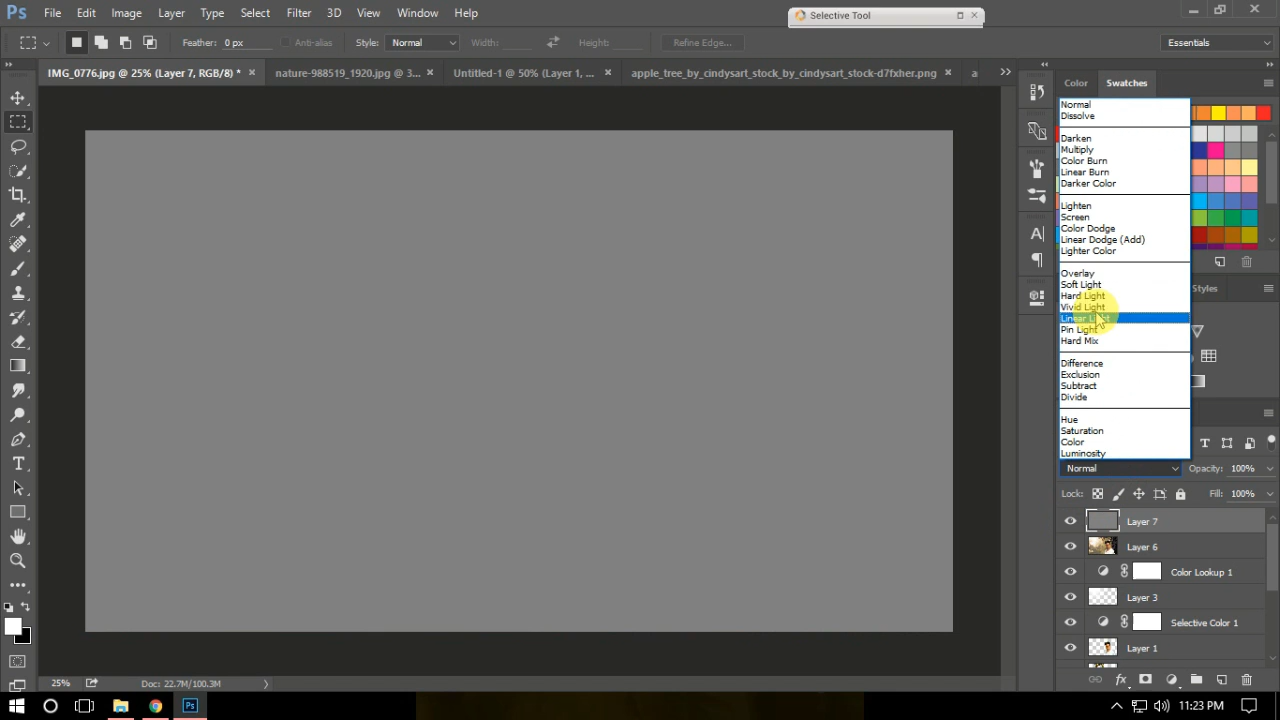 Ps File Edit Image Layer Type Select Filter 3D View Window Help
Selective Tool
Feather: 0 px Anti-alias Style: Normal Width: Height: Refine Edge... Essentials
IMG_0776.jpg @ 25% (Layer 7, RGB/8) * nature-988519_1920.jpg @ 3... Untitled-1 @ 50% (Layer 1, ... apple_tree_by_cindysart_stock_by_cindysart_stock-d7fxher.png a
Color Swatches
Normal
Dissolve
Darken
Multiply
Color Burn
Linear Burn
Darker Color
Lighten
Screen
Color Dodge
Linear Dodge (Add)
Lighter Color
Overlay
Soft Light
Hard Light
Vivid Light
Linear Light
Pin Light
Hard Mix
Difference
Exclusion
Subtract
Divide
Hue
Saturation
Color
Luminosity
Styles
Normal Opacity: 100%
Lock: Fill: 100%
Layer 7
Layer 6
Color Lookup 1
Layer 3
Selective Color 1
Layer 1
25% Doc: 22.7M/100.3M
Ps 11:23 PM